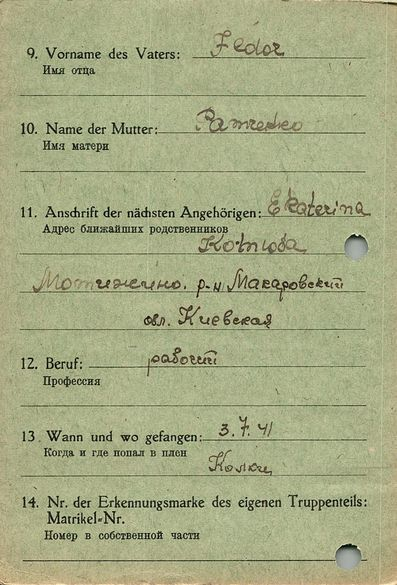 9. Vorname des Vaters: Fedor
Имя отца
10. Name der Mutter:
Имя матери
11. Anschrift der nächsten Angehörigen: Ekaterina
Адрес ближайших родственников
Мотижино. р-н Макаровский
обл. Киевская
12. Beruf: рабочий
Профессия
13 Wann und wo gefangen: 3.7.41
Когда и где попал в плен
14. Nr. der Erkennungsmarke des eigenen Truppenteils:
Matrikel-Nr.
Номер в собственной части